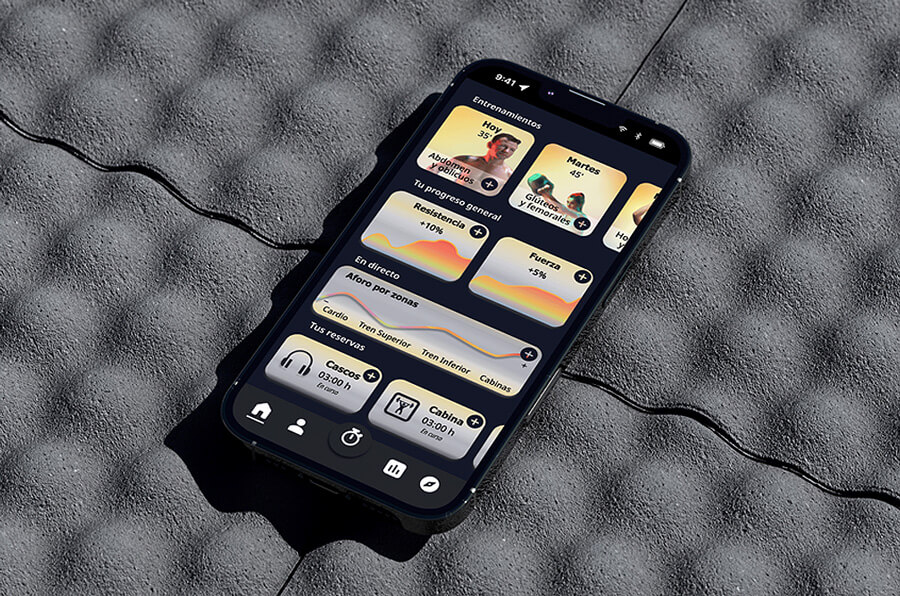 9:41
Entrenamientos
Hoy
35'
Abdomen
y oblicuos
Martes
45'
Glúteos
y femorales
Ho
Tu progreso general
Resistencia
+10%
Fuerza
+5%
En directo
Aforo por zonas
Cardio
Tren Superior
Tren Inferior
Cabinas
Tus reservas
Cascos
03:00 h
En curso
Cabina
03:00 h
En curso